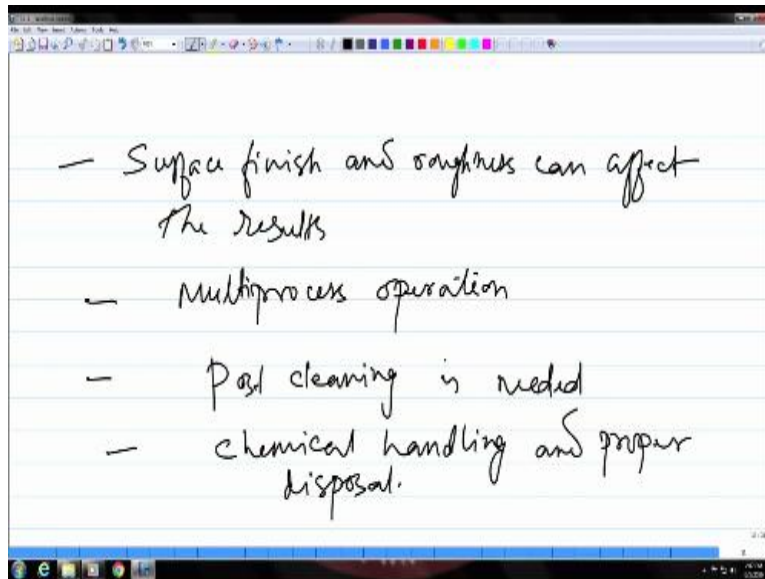 — Surface finish and roughness can affect
the results
— Multiprocess operation
— Post cleaning is needed
— chemical handling and proper
disposal.